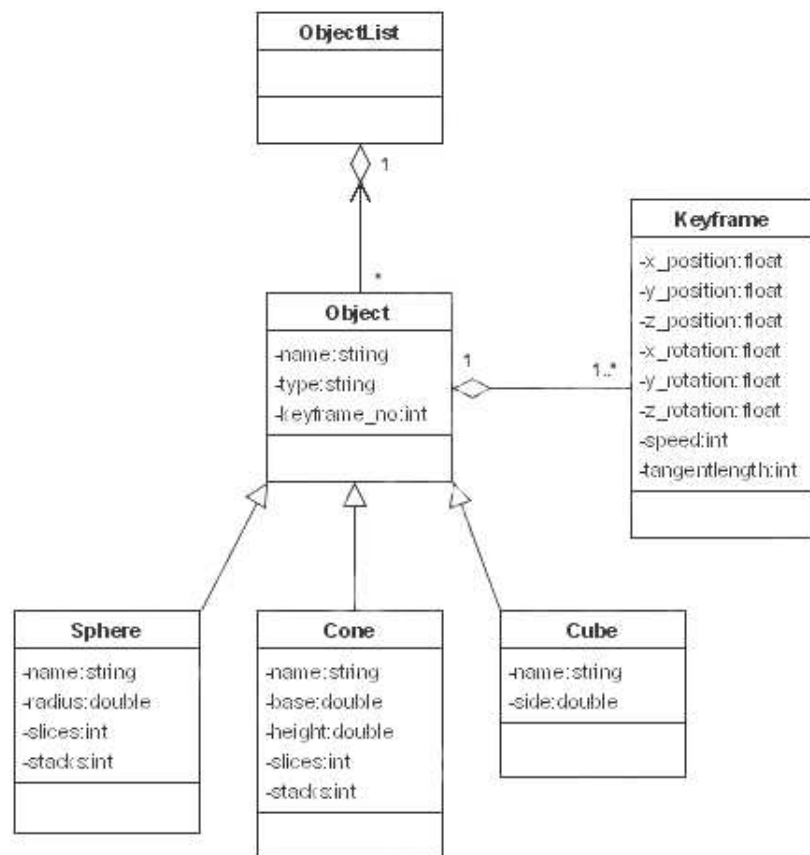 ObjectList
1
*
Object
-name:string
-type:string
-keyframe_no:int
1
1..*
Keyframe
-x_position:float
-y_position:float
-z_position:float
-x_rotation:float
-y_rotation:float
-z_rotation:float
-speed:int
-tangentlength:int
Sphere
-name:string
-radius:double
-slices:int
-stacks:int
Cone
-name:string
-base:double
-height:double
-slices:int
-stacks:int
Cube
-name:string
-side:double